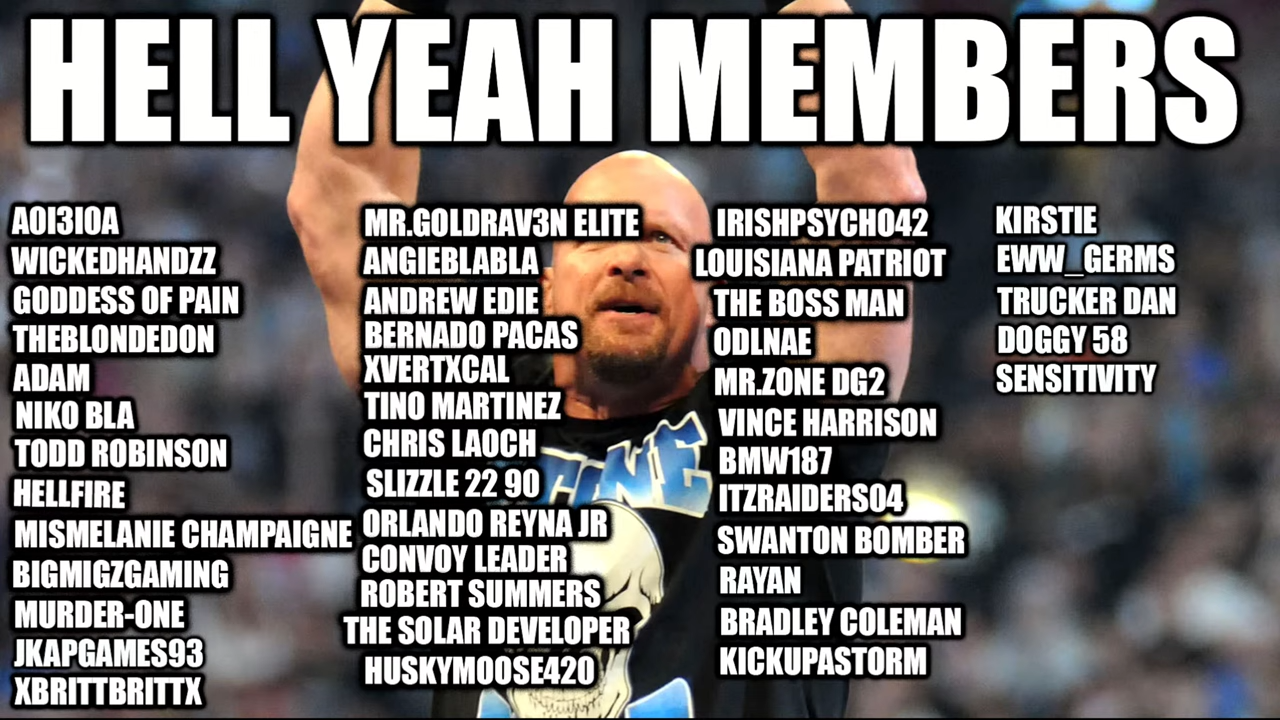 HELL YEAH MEMBERS
AOI3IOA
WICKEDHANDZZ
GODDESS OF PAIN
THEBLONDEDON
ADAM
NIKO BLA
TODD ROBINSON
HELLFIRE
MISMELANIE CHAMPAIGNE
BIGMIGZGAMING
MURDER-ONE
JKAPGAMES93
XBRITTBRITTX
MR.GOLDRAV3N ELITE
ANGIEBLABLA
ANDREW EDIE
BERNADO PACAS
XVERTXCAL
TINO MARTINEZ
CHRIS LAOCH
SLIZZLE 22 90
ORLANDO REYNA JR
CONVOY LEADER
ROBERT SUMMERS
THE SOLAR DEVELOPER
HUSKYMOOSE420
IRISHPSYCHO42
LOUISIANA PATRIOT
THE BOSS MAN
ODLNAE
MR.ZONE DG2
VINCE HARRISON
BMW187
ITZRAIDERS04
SWANTON BOMBER
RAYAN
BRADLEY COLEMAN
KICKUPASTORM
KIRSTIE
EWW_GERMS
TRUCKER DAN
DOGGY 58
SENSITIVITY